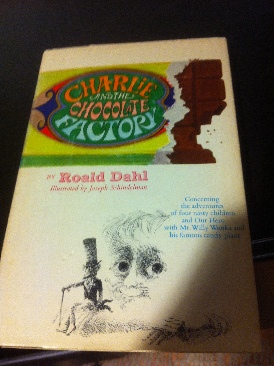 CHARLIE
AND THE
CHOCOLATE
FACTORY
BY Roald Dahl
Illustrated by Joseph Schindelman
Concerning
the adventures
of four nasty children
and Our Hero
with Mr. Willy Wonka and
his famous candy plant